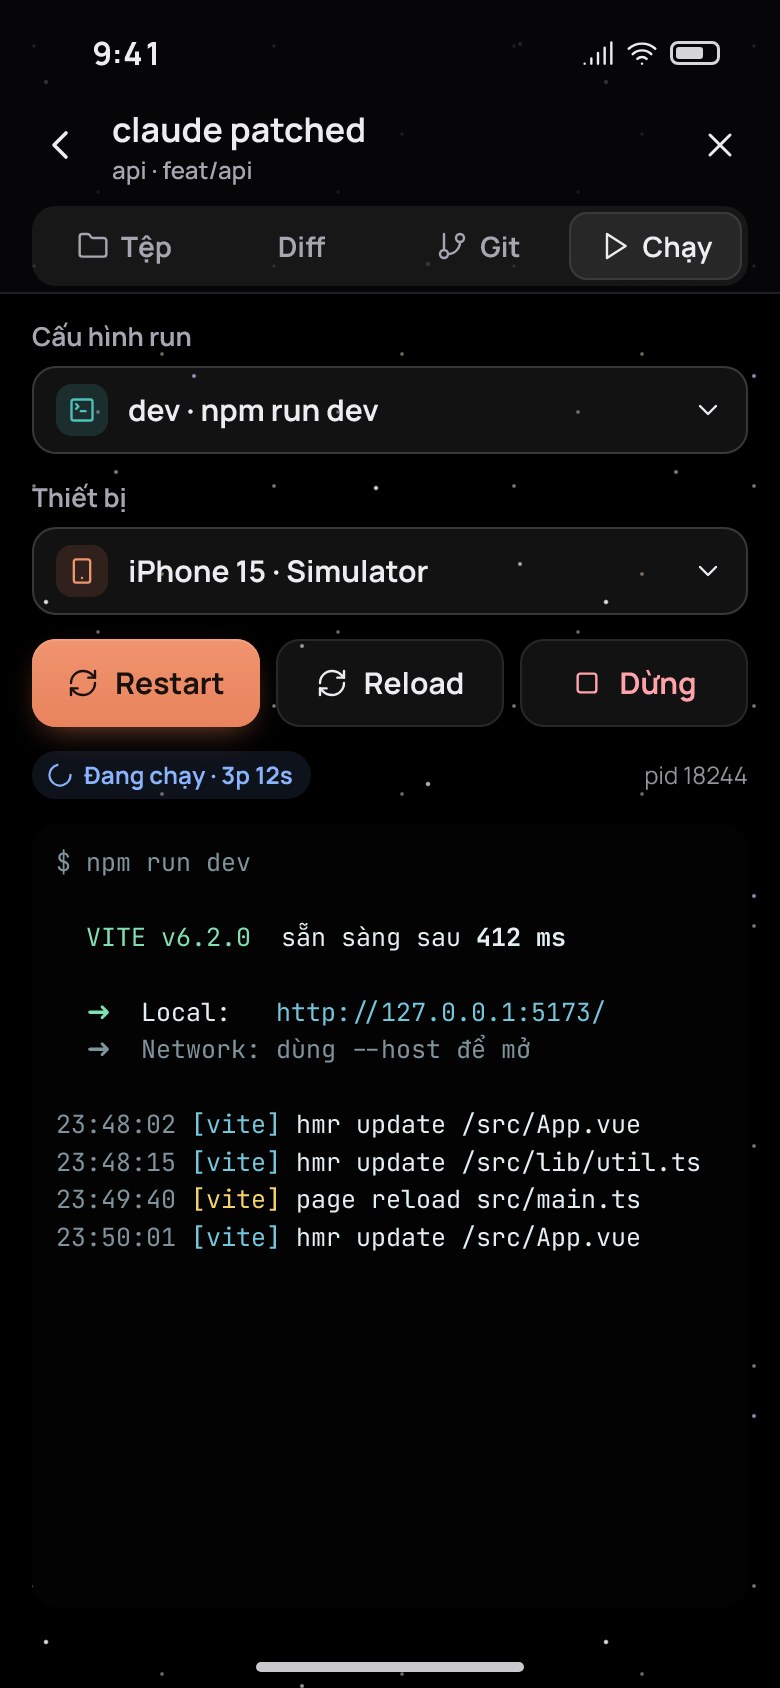 9:41
claude patched
api · feat/api
Tệp
Diff
Git
Chạy
Cấu hình run
dev · npm run dev
Thiết bị
iPhone 15 · Simulator
Restart
Reload
Dừng
Đang chạy · 3p 12s
pid 18244
$ npm run dev
VITE v6.2.0 sẵn sàng sau 412 ms
➜ Local: http://127.0.0.1:5173/
➜ Network: dùng --host để mở
23:48:02 [vite] hmr update /src/App.vue
23:48:15 [vite] hmr update /src/lib/util.ts
23:49:40 [vite] page reload src/main.ts
23:50:01 [vite] hmr update /src/App.vue